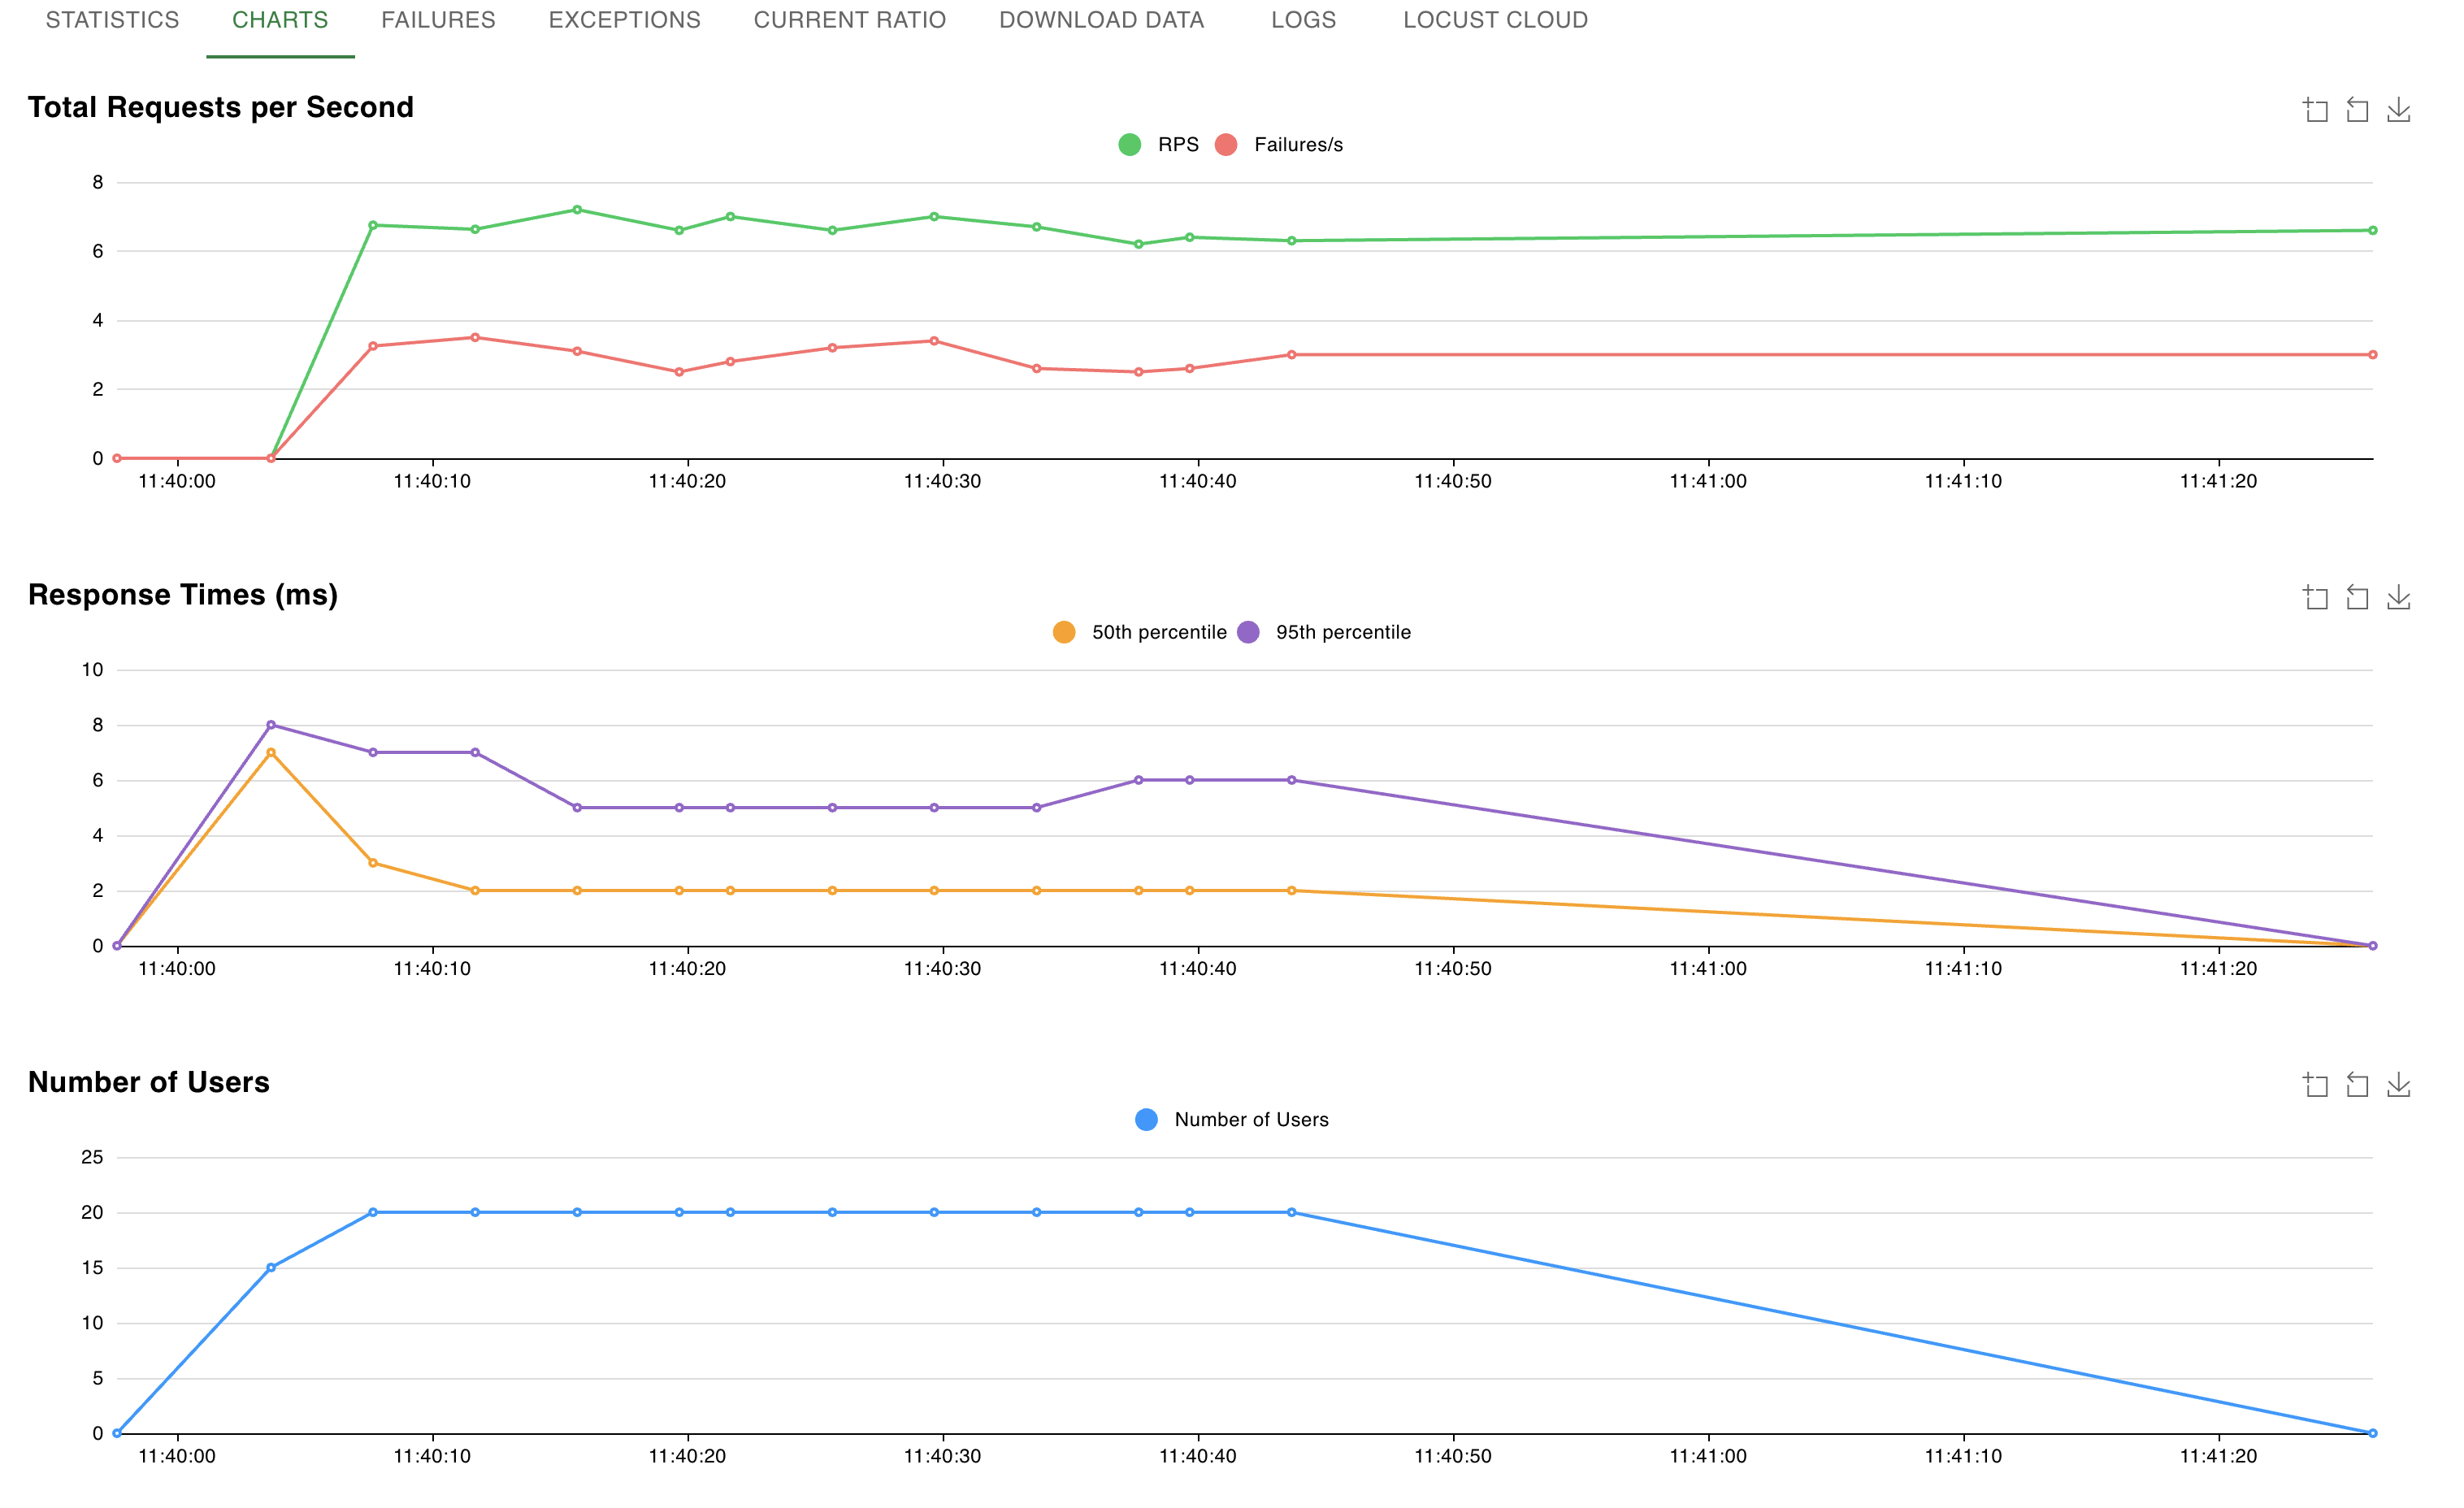 STATISTICS CHARTS FAILURES EXCEPTIONS CURRENT RATIO DOWNLOAD DATA LOGS LOCUST CLOUD
Total Requests per Second
RPS Failures/s
8
6
4
2
0
11:40:00 11:40:10 11:40:20 11:40:30 11:40:40 11:40:50 11:41:00 11:41:10 11:41:20
Response Times (ms)
50th percentile 95th percentile
10
8
6
4
2
0
11:40:00 11:40:10 11:40:20 11:40:30 11:40:40 11:40:50 11:41:00 11:41:10 11:41:20
Number of Users
Number of Users
25
20
15
10
5
0
11:40:00 11:40:10 11:40:20 11:40:30 11:40:40 11:40:50 11:41:00 11:41:10 11:41:20